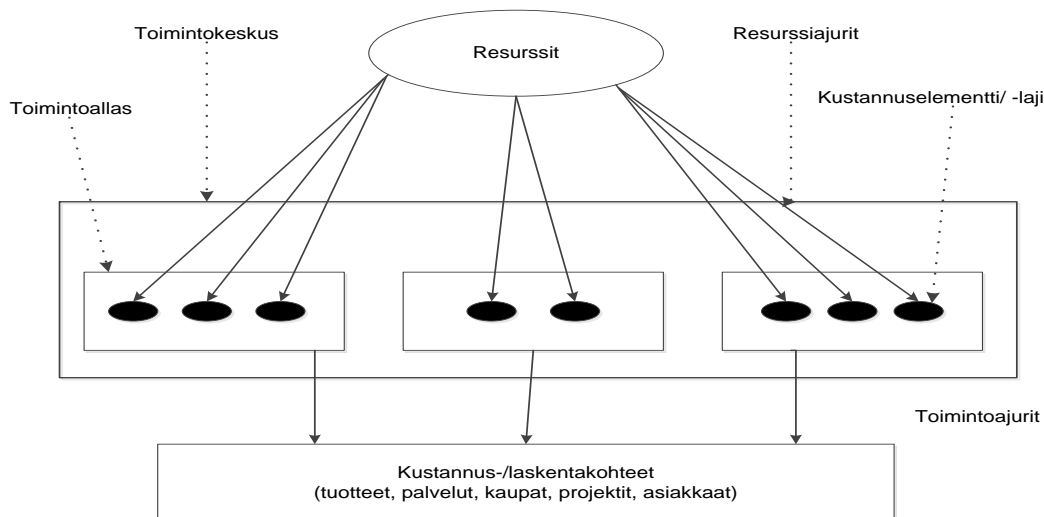 Toimintokeskus
Resurssiajurit
Resurssit
Toimintoallas
Kustannuselementti/ -laji
Toimintoajurit
Kustannus-/laskentakohteet
(tuotteet, palvelut, kaupat, projektit, asiakkaat)